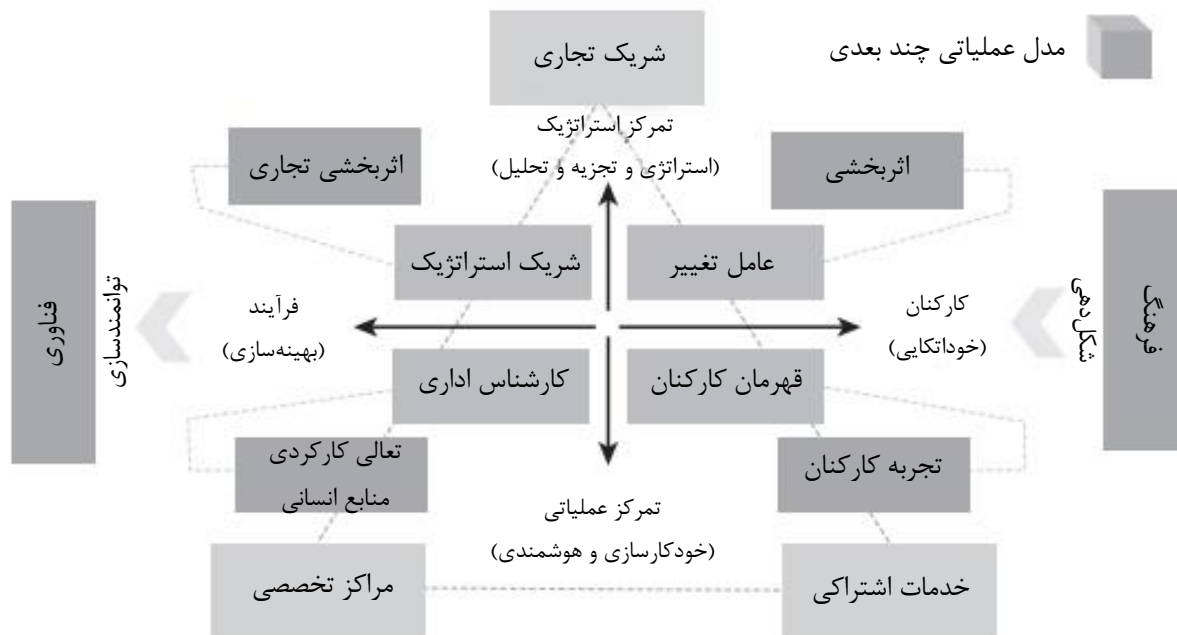 مدل عملیاتی چند بعدی
شریک تجاری
تمرکز استراتژیک
(استراتژی و تجزیه و تحلیل)
اثربخشی
اثربخشی تجاری
عامل تغییر
شریک استراتژیک
فرهنگ
شکل‌دهی
کارکنان
(خوداتکایی)
فرآیند
(بهینه‌سازی)
توانمندسازی
فناوری
قهرمان کارکنان
کارشناس اداری
تجربه کارکنان
تعالی کارکردی
منابع انسانی
تمرکز عملیاتی
(خودکارسازی و هوشمندی)
خدمات اشتراکی
مراکز تخصصی